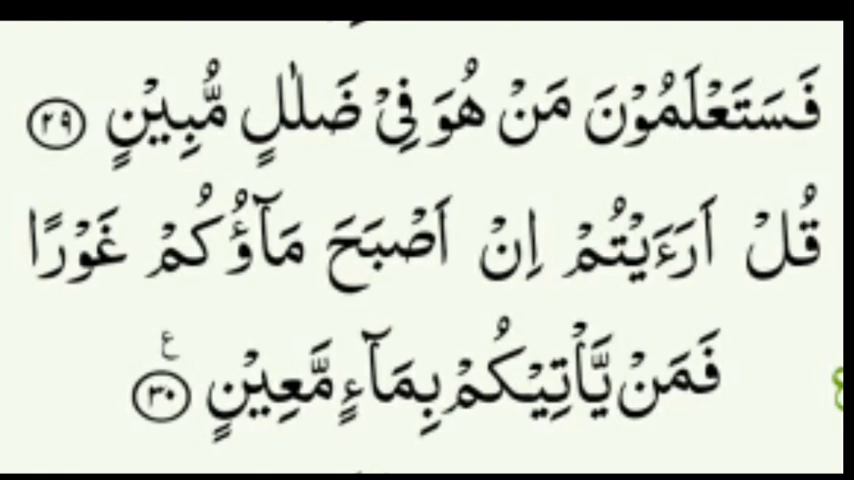 فَسَتَعْلَمُوْنَ مَنْ هُوَ فِیْ ضَلٰلٍ مُّبِیْنٍ ﴿۲۹﴾
قُلْ اَرَءَیْتُمْ اِنْ اَصْبَحَ مَآؤُكُمْ غَوْرًا
فَمَنْ یَّاْتِیْكُمْ بِمَآءٍ مَّعِیْنٍ ﴿۳۰﴾ ع